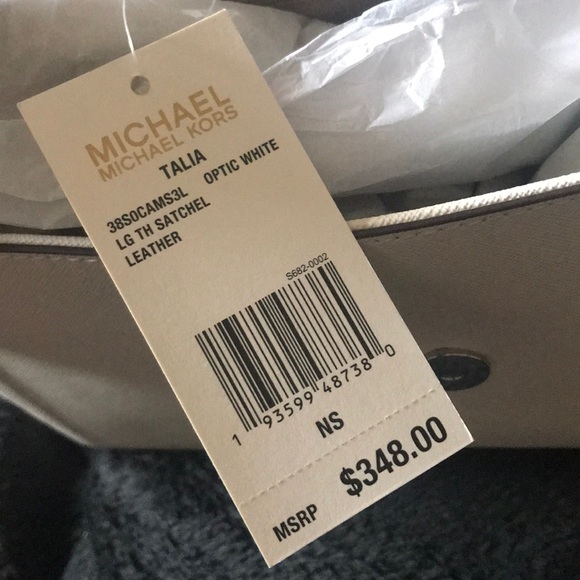 MICHAEL
MICHAEL KORS
TALIA
38S0CAMS3L OPTIC WHITE
LG TH SATCHEL
LEATHER
S682-0002
1 93599 48738 0
NS
MSRP $348.00